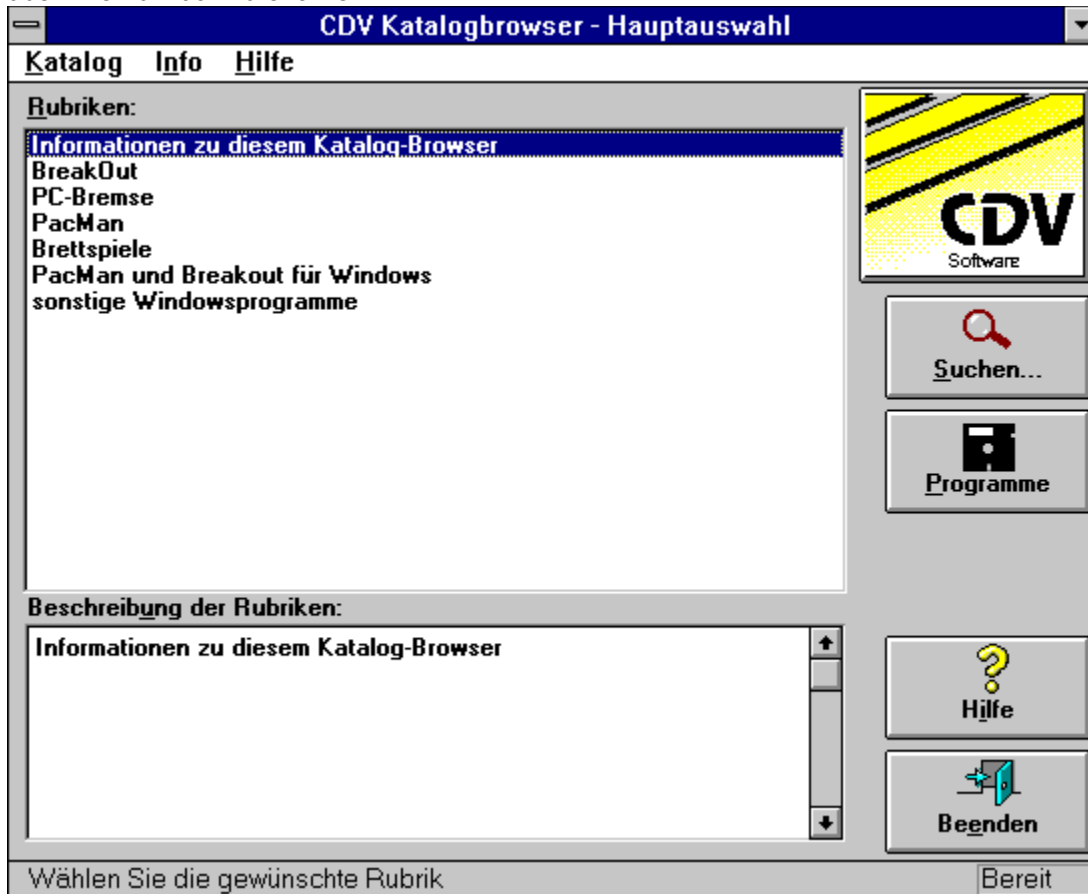 CDV Katalogbrowser - Hauptauswahl
Katalog Info Hilfe
Rubriken:
Informationen zu diesem Katalog-Browser
BreakOut
PC-Bremse
PacMan
Brettspiele
PacMan und Breakout für Windows
sonstige Windowsprogramme
CDV
Software
Suchen...
Programme
Beschreibung der Rubriken:
Informationen zu diesem Katalog-Browser
Hilfe
Beenden
Wählen Sie die gewünschte Rubrik
Bereit